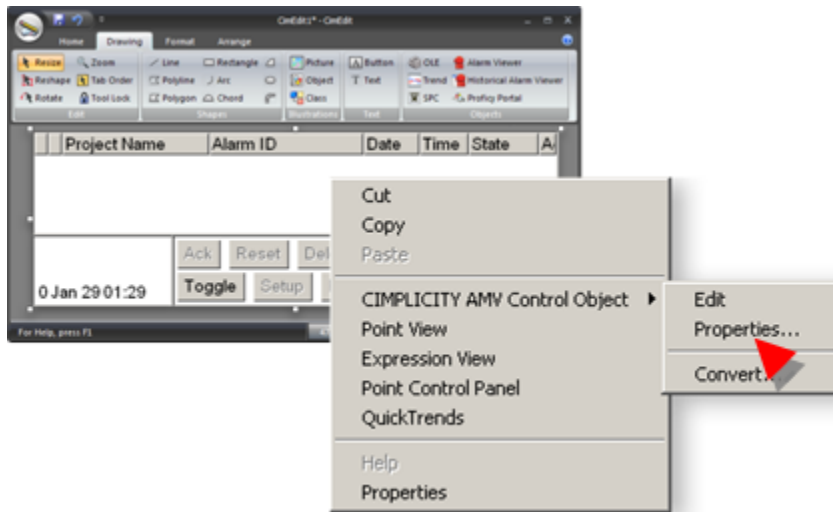 CimEdit1* - CimEdit
Home Drawing Format Arrange
Resize Zoom Line Rectangle Picture Button OLE Alarm Viewer
Reshape Tab Order Polyline Arc Object Text Trend Historical Alarm Viewer
Rotate Tool Lock Polygon Chord Class SPC Proficy Portal
Edit Shapes Illustrations Text Objects
Project Name Alarm ID Date Time State
Ack Reset Del
0 Jan 29 01:29 Toggle Setup
For Help, press F1
Cut
Copy
Paste
CIMPLICITY AMV Control Object
Point View
Expression View
Point Control Panel
QuickTrends
Help
Properties
Edit
Properties...
Convert...